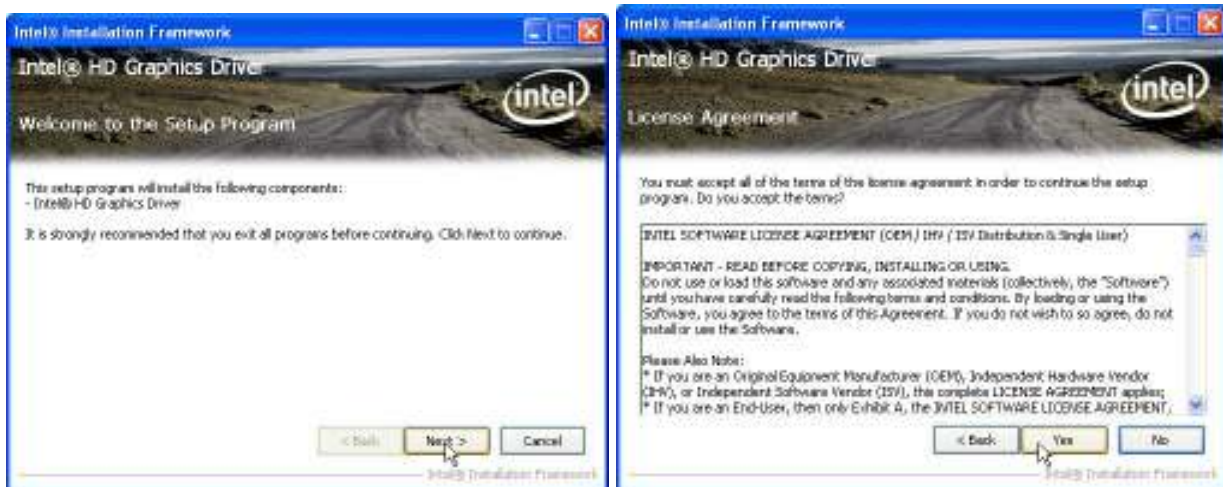 Intel® Installation Framework
Intel® HD Graphics Driver
intel
Welcome to the Setup Program
This setup program will install the following components:
- Intel® HD Graphics Driver
It is strongly recommended that you exit all programs before continuing. Click Next to continue.
< Back
Next >
Cancel
Intel® Installation Framework
Intel® Installation Framework
Intel® HD Graphics Driver
intel
License Agreement
You must accept all of the terms of the license agreement in order to continue the setup
program. Do you accept the terms?
INTEL SOFTWARE LICENSE AGREEMENT (OEM / IHV / ISV Distribution & Single User)
IMPORTANT - READ BEFORE COPYING, INSTALLING OR USING.
Do not use or load this software and any associated materials (collectively, the "Software")
until you have carefully read the following terms and conditions. By loading or using the
Software, you agree to the terms of this Agreement. If you do not wish to so agree, do not
install or use the Software.
Please Also Note:
* If you are an Original Equipment Manufacturer (OEM), Independent Hardware Vendor
(IHV), or Independent Software Vendor (ISV), this complete LICENSE AGREEMENT applies;
* If you are an End-User, then only Exhibit A, the INTEL SOFTWARE LICENSE AGREEMENT,
< Back
Yes
No
Intel® Installation Framework